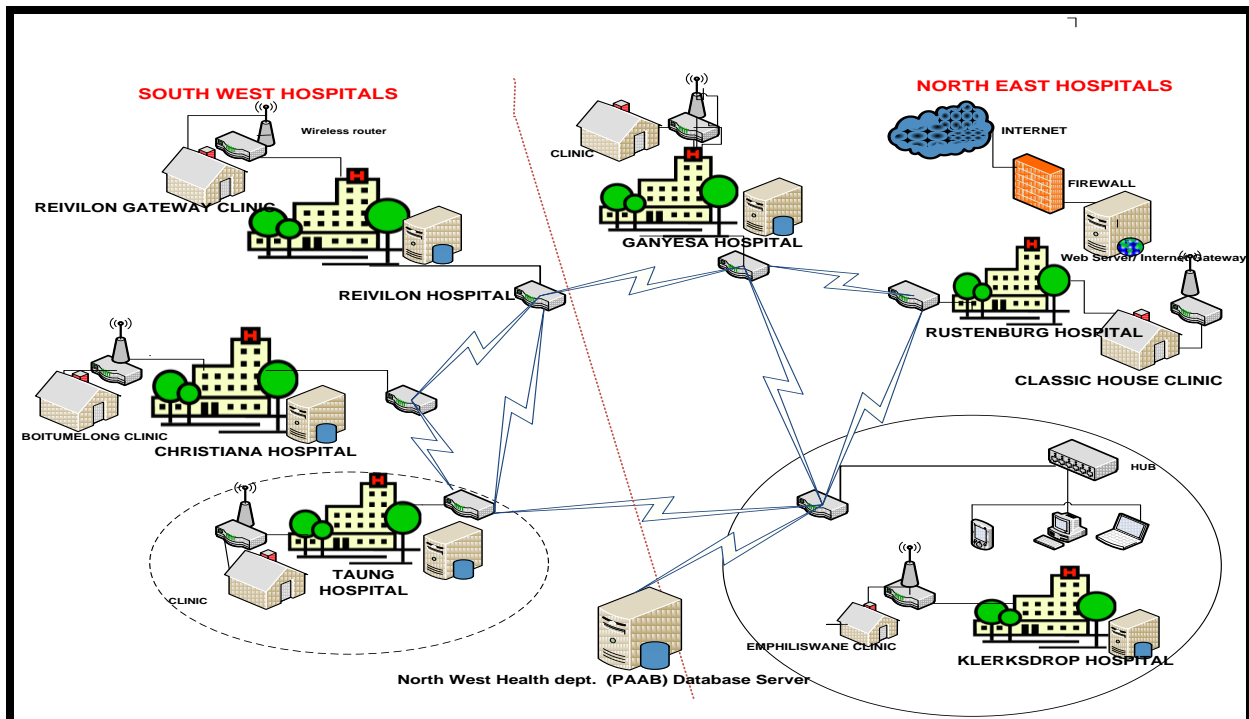 SOUTH WEST HOSPITALS
NORTH EAST HOSPITALS
Wireless router
CLINIC
INTERNET
FIREWALL
REIVILON GATEWAY CLINIC
GANYESA HOSPITAL
Web Server/ Internet Gateway
REIVILON HOSPITAL
RUSTENBURG HOSPITAL
CLASSIC HOUSE CLINIC
BOITUMELONG CLINIC
CHRISTIANA HOSPITAL
HUB
TAUNG
HOSPITAL
CLINIC
EMPHILISWANE CLINIC
KLERKSDROP HOSPITAL
North West Health dept. (PAAB) Database Server
H
H
H
H
H
H